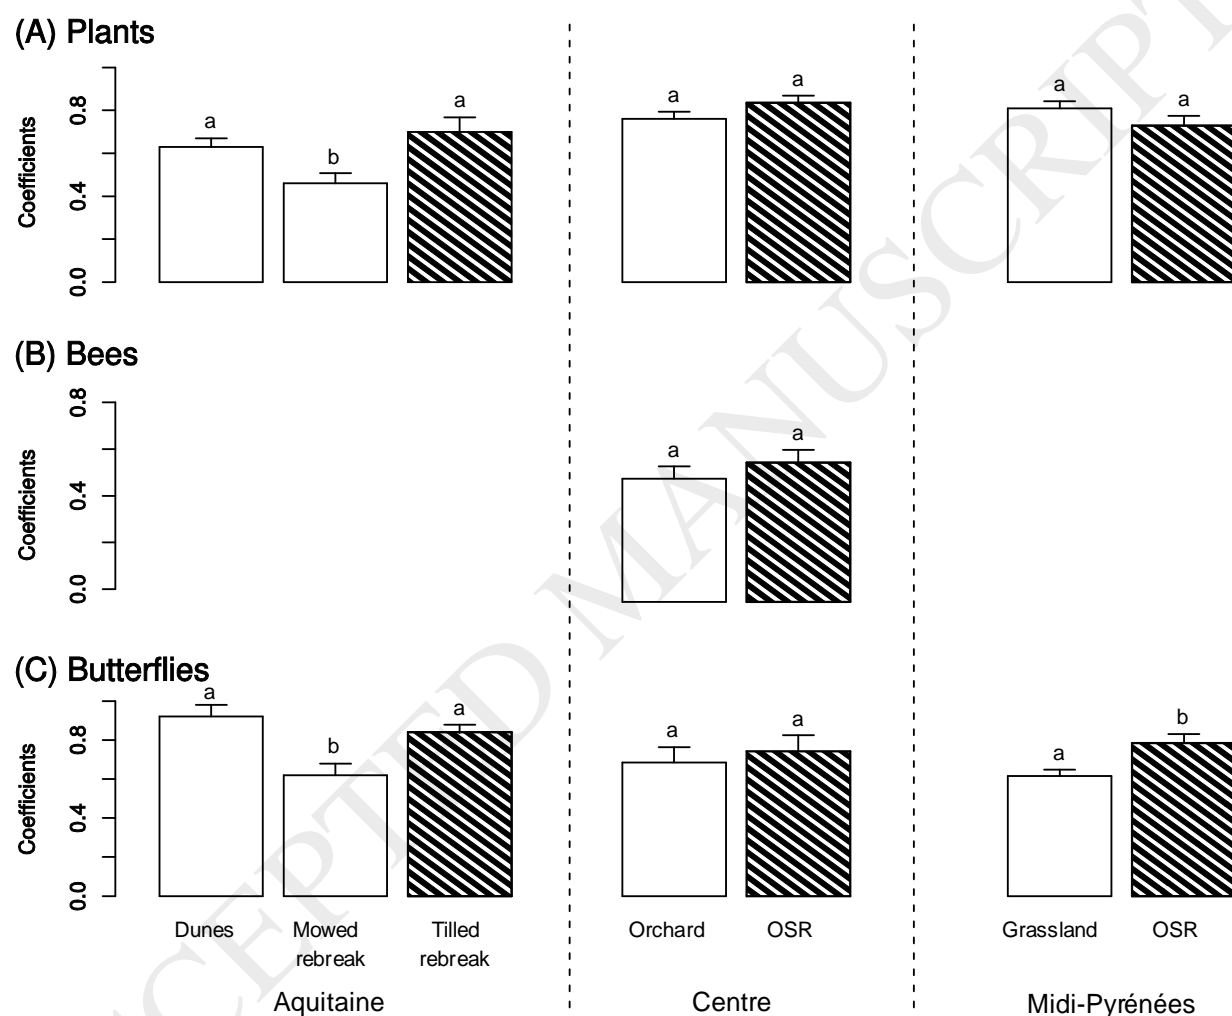 (A) Plants
Coefficients
0.0 0.4 0.8
a b a a a a a
(B) Bees
Coefficients
0.0 0.4 0.8
a a
(C) Butterflies
Coefficients
0.0 0.4 0.8
a b a a a a b
Dunes Mowed rebreak Tilled rebreak Orchard OSR Grassland OSR
Aquitaine Centre Midi-Pyrénées
CEPTED MANUSCRIPT